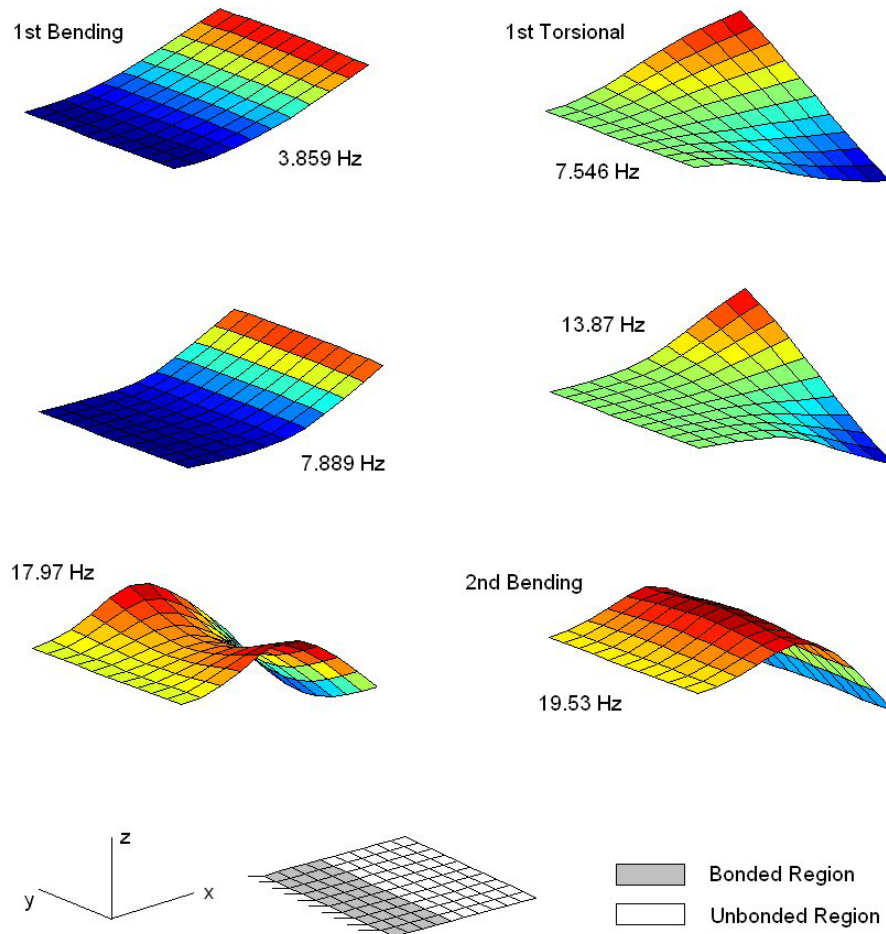 1st Bending
1st Torsional
3.859 Hz
7.546 Hz
13.87 Hz
7.889 Hz
17.97 Hz
2nd Bending
19.53 Hz
z
y
x
Bonded Region
Unbonded Region